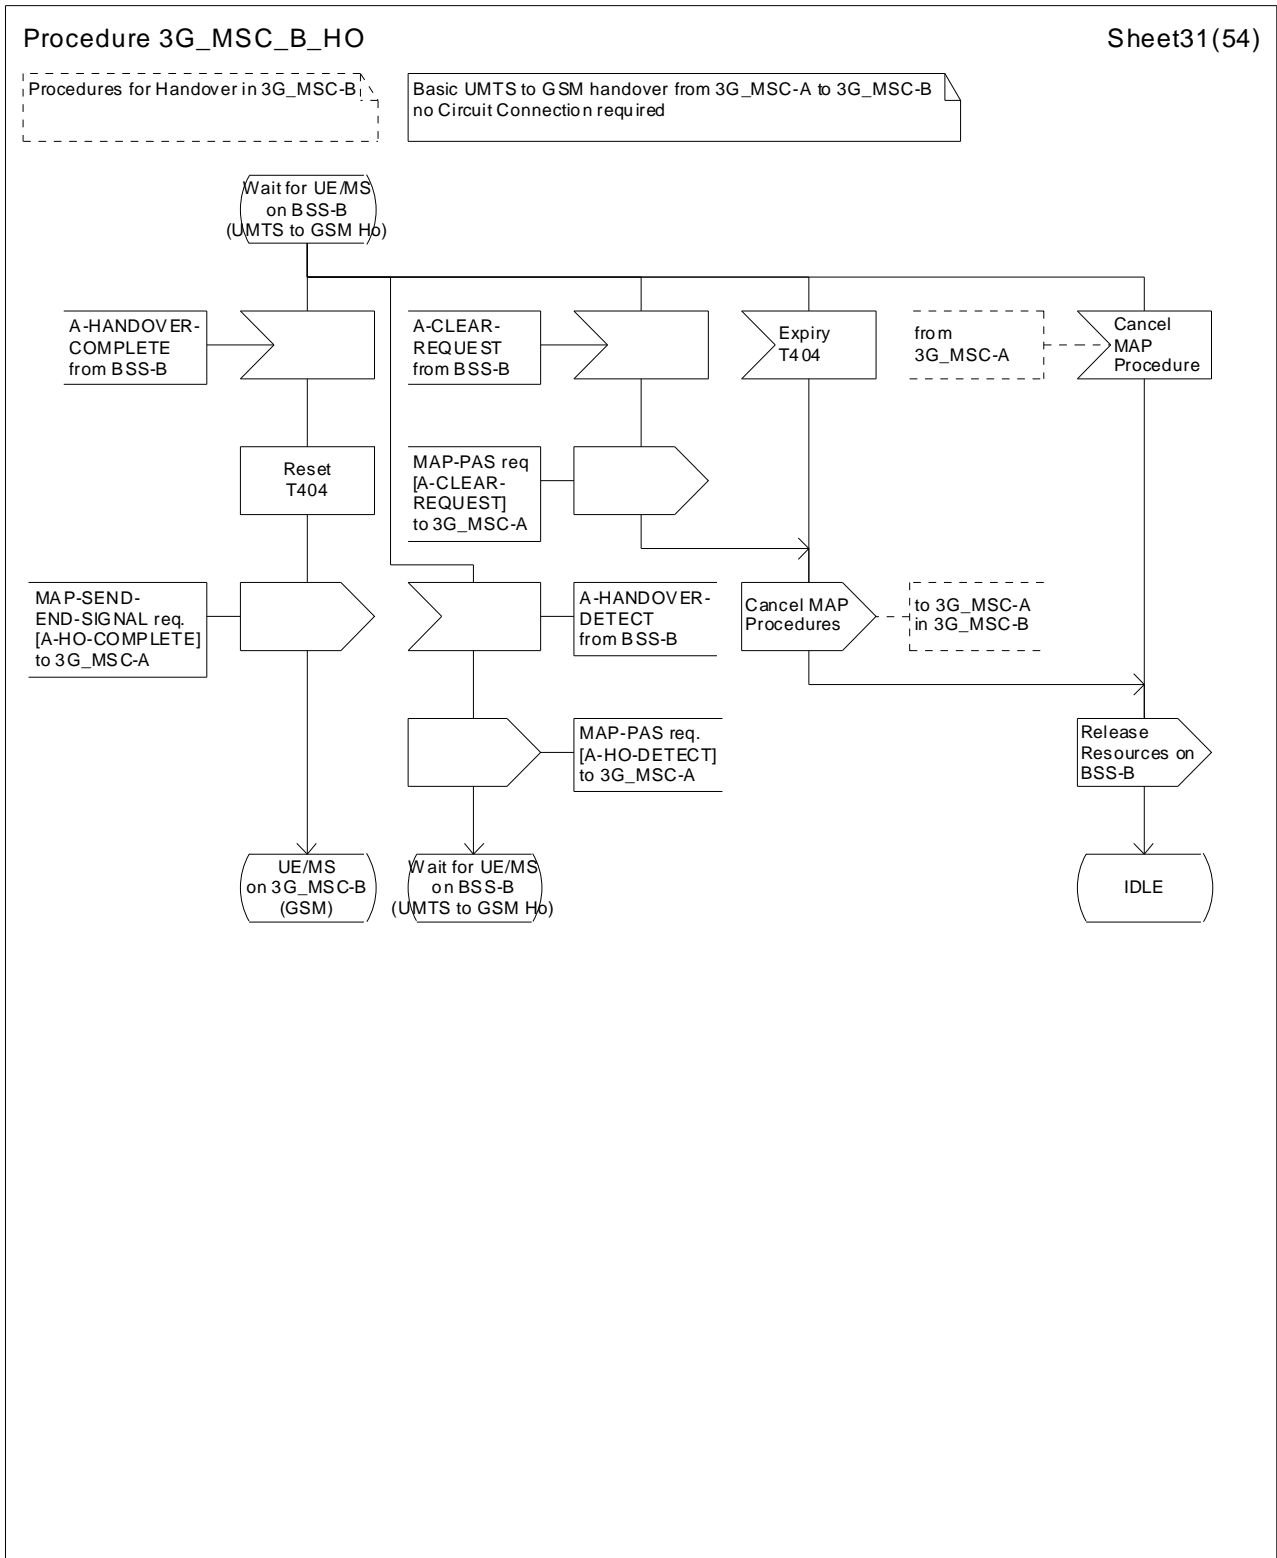 Procedure 3G_MSC_B_HO
Sheet31(54)
Procedures for Handover in 3G_MSC-B
Basic UMTS to GSM handover from 3G_MSC-A to 3G_MSC-B
no Circuit Connection required
Wait for UE/MS
on BSS-B
(UMTS to GSM Ho)
A-HANDOVER-
COMPLETE
from BSS-B
A-CLEAR-
REQUEST
from BSS-B
Expiry
T404
from
3G_MSC-A
Cancel
MAP
Procedure
Reset
T404
MAP-PAS req
[A-CLEAR-
REQUEST]
to 3G_MSC-A
MAP-SEND-
END-SIGNAL req.
[A-HO-COMPLETE]
to 3G_MSC-A
A-HANDOVER-
DETECT
from BSS-B
Cancel MAP
Procedures
to 3G_MSC-A
in 3G_MSC-B
MAP-PAS req.
[A-HO-DETECT]
to 3G_MSC-A
Release
Resources on
BSS-B
UE/MS
on 3G_MSC-B
(GSM)
Wait for UE/MS
on BSS-B
(UMTS to GSM Ho)
IDLE